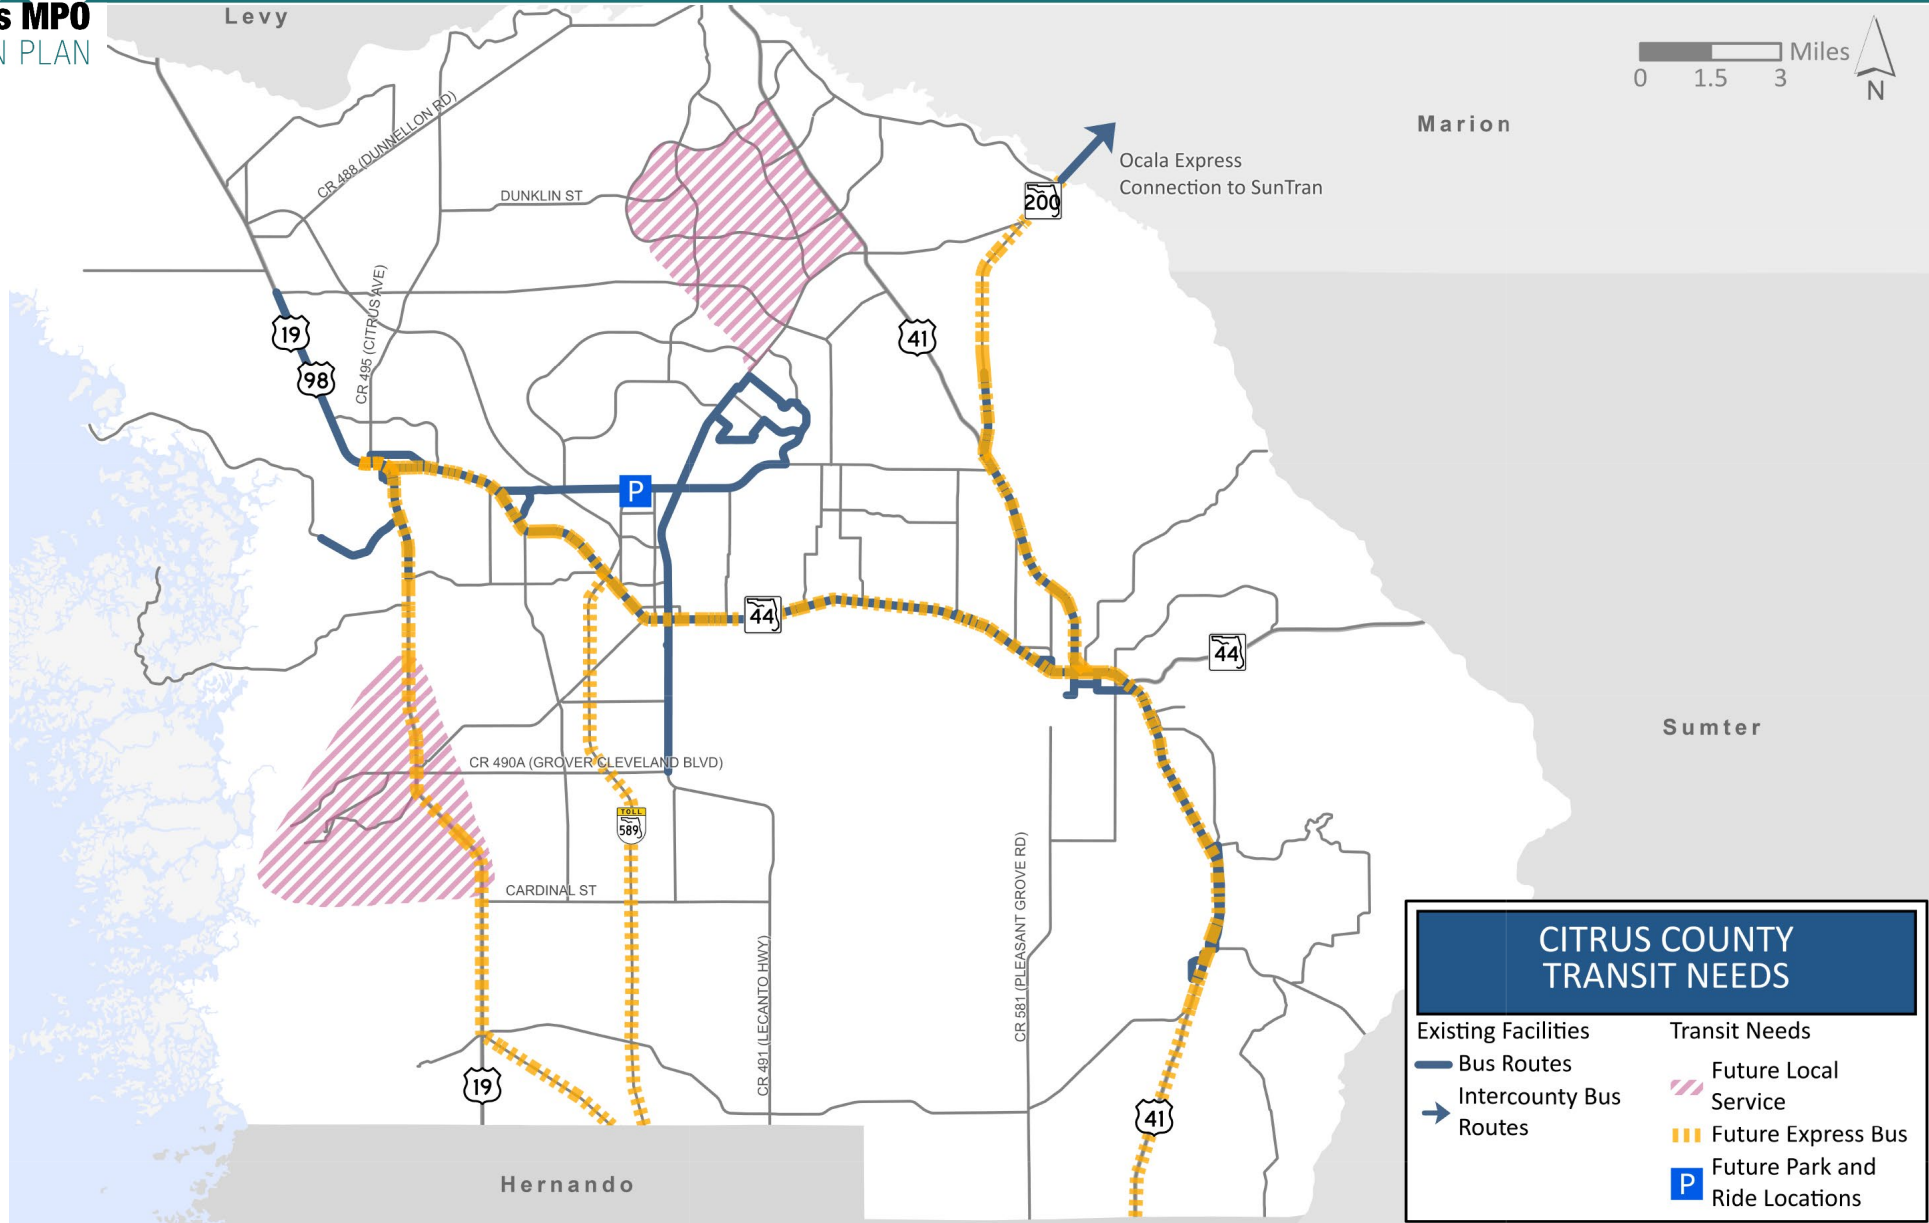 s MPO
N PLAN
Levy
Miles
0 1.5 3
N
Marion
Ocala Express
Connection to SunTran
200
CR 488 (DUNNELLON RD)
DUNKLIN ST
CR 495 (CITRUS AVE)
19
98
41
P
44
44
Sumter
CR 490A (GROVER CLEVELAND BLVD)
TOLL
589
CARDINAL ST
CR 491 (LECANTO HWY)
CR 581 (PLEASANT GROVE RD)
19
41
Hernando
CITRUS COUNTY
TRANSIT NEEDS
Existing Facilities
Bus Routes
Intercounty Bus
Routes
Transit Needs
Future Local
Service
Future Express Bus
P
Future Park and
Ride Locations